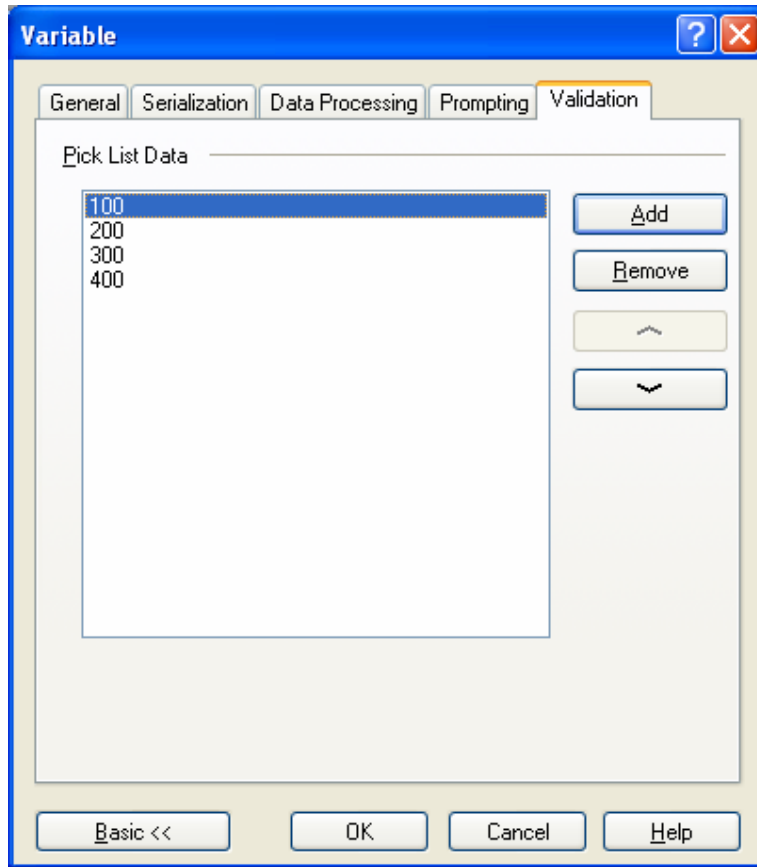 Variable
General Serialization Data Processing Prompting Validation
Pick List Data
100
200
300
400
Add
Remove
Basic << OK Cancel Help